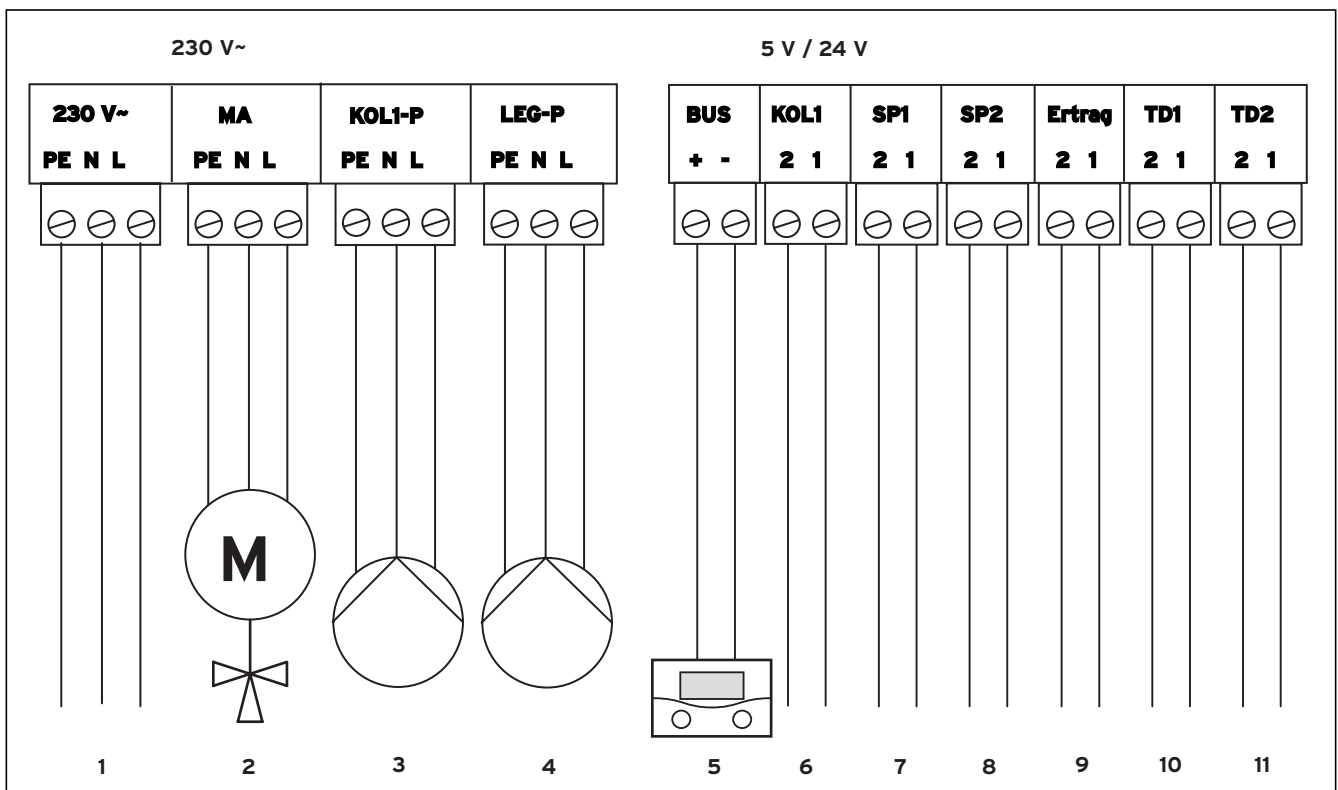 230 V~ 5 V / 24 V
230 V~ MA KOL1-P LEG-P BUS KOL1 SP1 SP2 Ertrag TD1 TD2
PE N L PE N L PE N L PE N L + - 2 1 2 1 2 1 2 1 2 1 2 1
M
1 2 3 4 5 6 7 8 9 10 11